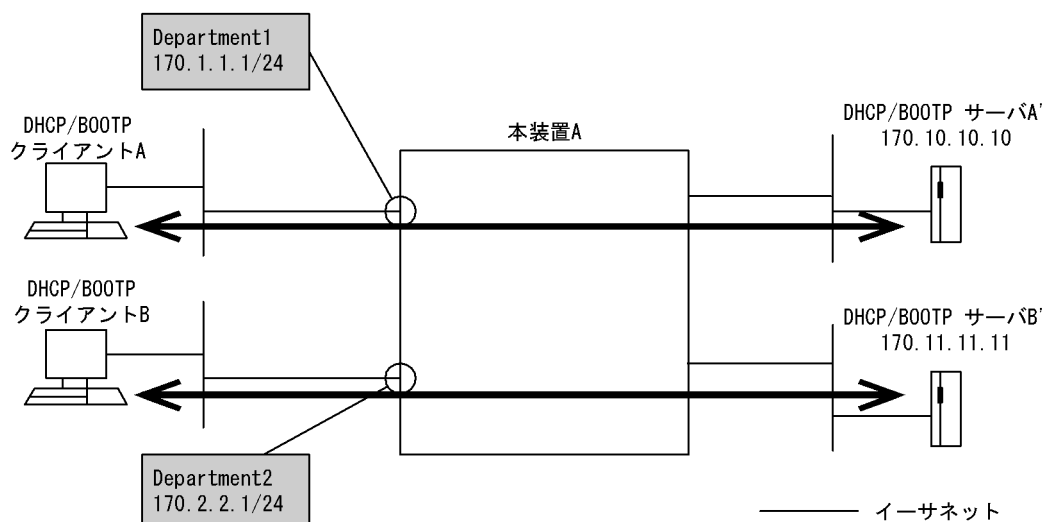 Department1
170.1.1.1/24
DHCP/BOOTP
クライアントA
本装置A
DHCP/BOOTP サーバA'
170.10.10.10
DHCP/BOOTP
クライアントB
DHCP/BOOTP サーバB'
170.11.11.11
Department2
170.2.2.1/24
イーサネット